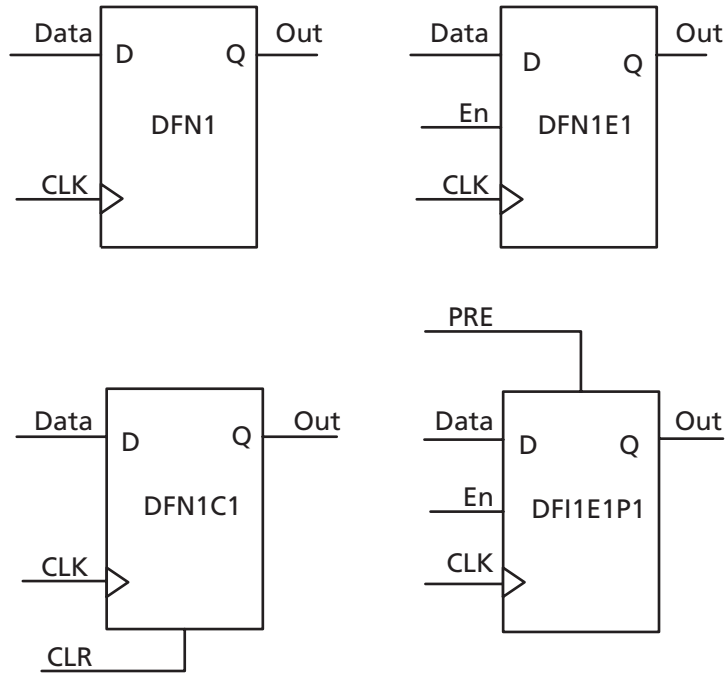 Data
Out
D
Q
DFN1
CLK
Data
Out
D
Q
En
DFN1E1
CLK
Data
Out
D
Q
DFN1C1
CLK
CLR
PRE
Data
Out
D
Q
En
DFI1E1P1
CLK